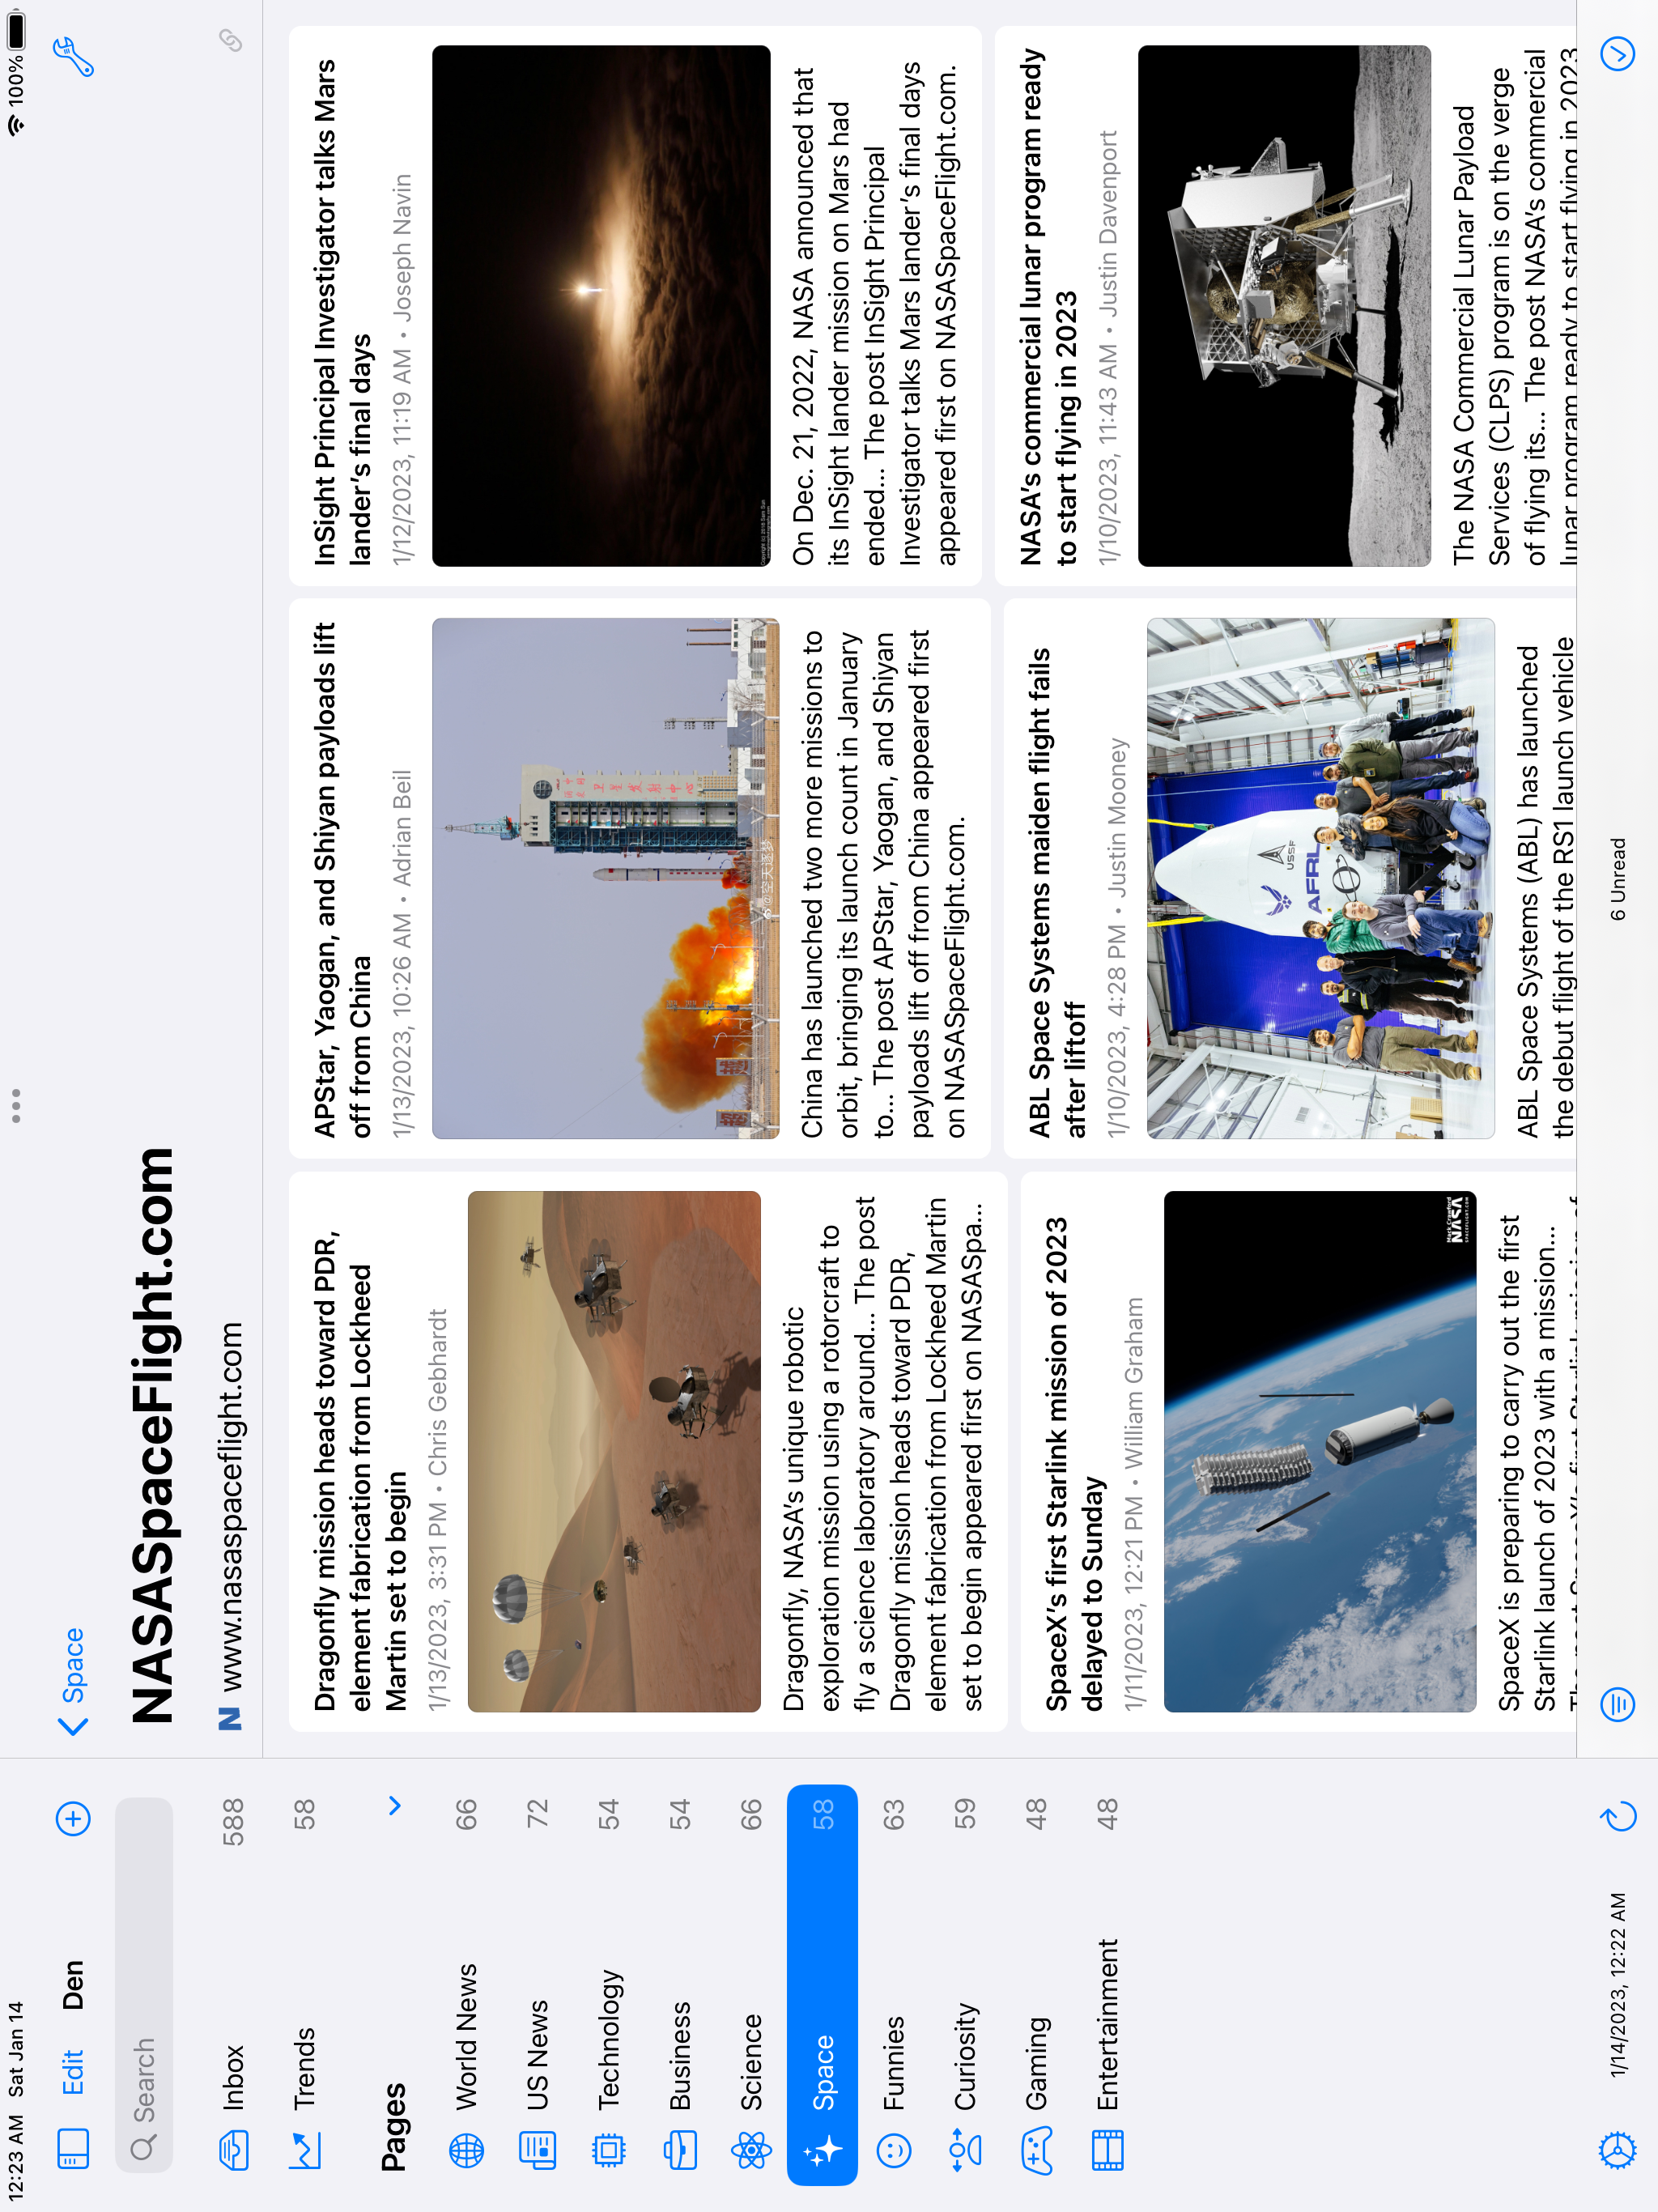 12:23 AM Sat Jan 14
100%
Edit Den
Search
Inbox 588
Trends 58
Pages
World News 66
US News 72
Technology 54
Business 54
Science 66
Space 58
Funnies 63
Curiosity 59
Gaming 48
Entertainment 48
1/14/2023, 12:22 AM
Space
NASASpaceFlight.com
N www.nasaspaceflight.com
Dragonfly mission heads toward PDR,
element fabrication from Lockheed
Martin set to begin
1/13/2023, 3:31 PM • Chris Gebhardt
Dragonfly, NASA's unique robotic
exploration mission using a rotorcraft to
fly a science laboratory around... The post
Dragonfly mission heads toward PDR,
element fabrication from Lockheed Martin
set to begin appeared first on NASASpa...
APStar, Yaogan, and Shiyan payloads lift
off from China
1/13/2023, 10:26 AM • Adrian Beil
China has launched two more missions to
orbit, bringing its launch count in January
to... The post APStar, Yaogan, and Shiyan
payloads lift off from China appeared first
on NASASpaceFlight.com.
InSight Principal Investigator talks Mars
lander's final days
1/12/2023, 11:19 AM • Joseph Navin
On Dec. 21, 2022, NASA announced that
its InSight lander mission on Mars had
ended... The post InSight Principal
Investigator talks Mars lander's final days
appeared first on NASASpaceFlight.com.
SpaceX's first Starlink mission of 2023
delayed to Sunday
1/11/2023, 12:21 PM • William Graham
SpaceX is preparing to carry out the first
Starlink launch of 2023 with a mission...
The post SpaceX's first Starlink mission of
ABL Space Systems maiden flight fails
after liftoff
1/10/2023, 4:28 PM • Justin Mooney
USSF
AFRL
ABL Space Systems (ABL) has launched
the debut flight of the RS1 launch vehicle
NASA's commercial lunar program ready
to start flying in 2023
1/10/2023, 11:43 AM • Justin Davenport
The NASA Commercial Lunar Payload
Services (CLPS) program is on the verge
of flying its... The post NASA's commercial
lunar program ready to start flying in 2023
6 Unread